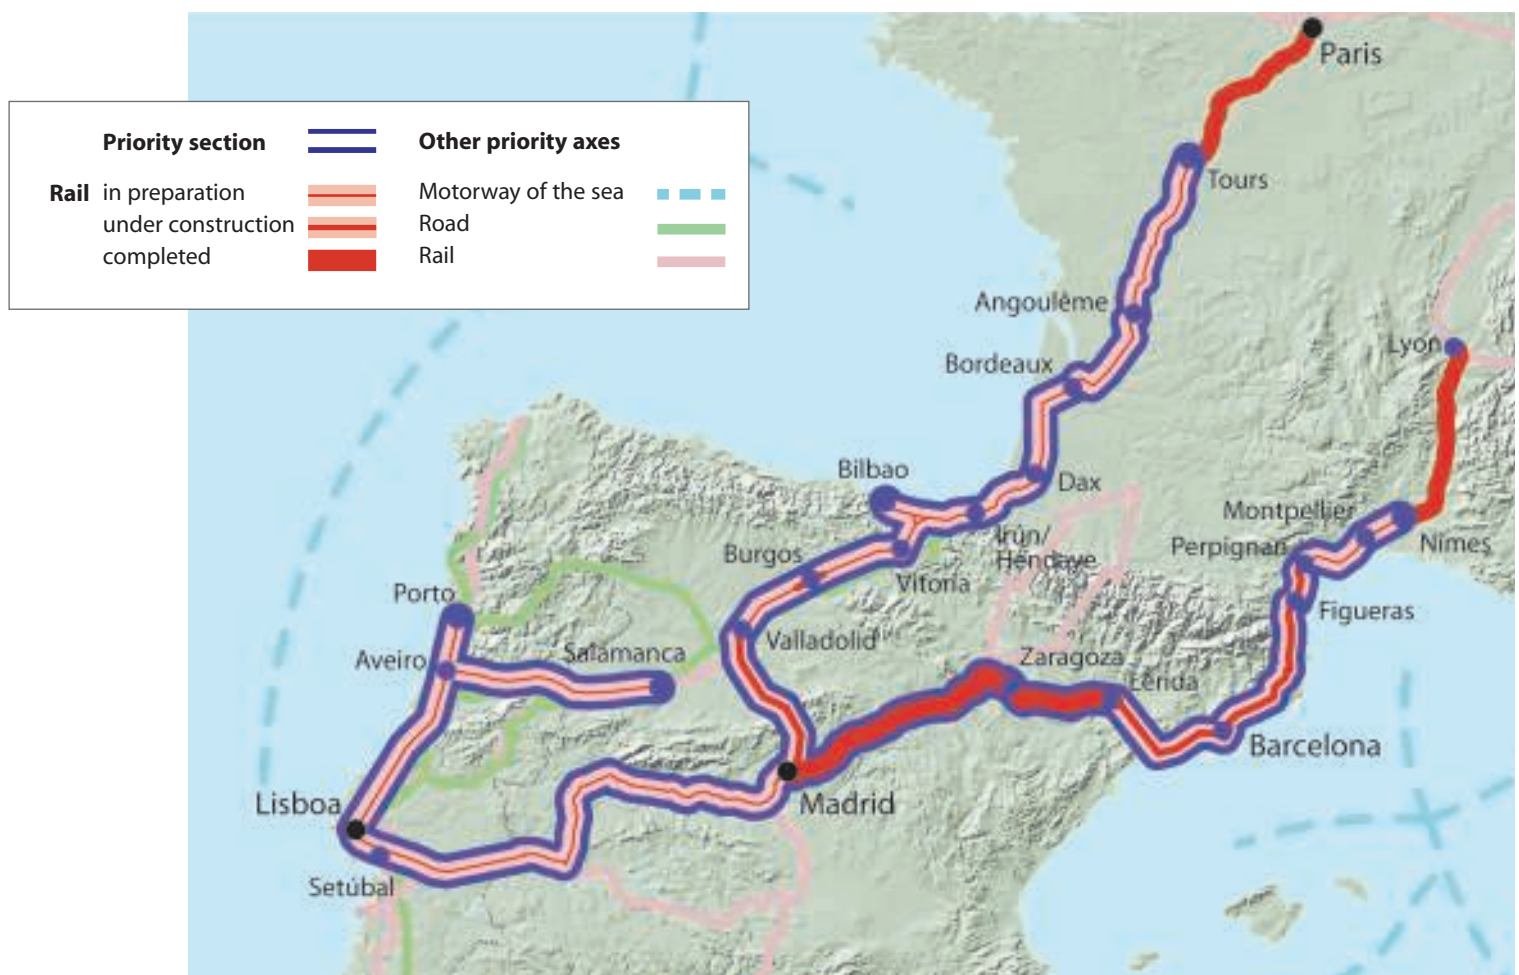 Paris
Priority section
Other priority axes
Rail in preparation
Motorway of the sea
under construction
Road
completed
Rail
Tours
Angoulême
Lyon
Bordeaux
Bilbao
Dax
Montpellier
Irún/
Hendaye
Perpignan
Nîmes
Burgos
Vitoria
Porto
Figueras
Valladolid
Aveiro
Salamanca
Zaragoza
Lérida
Barcelona
Lisboa
Madrid
Setúbal